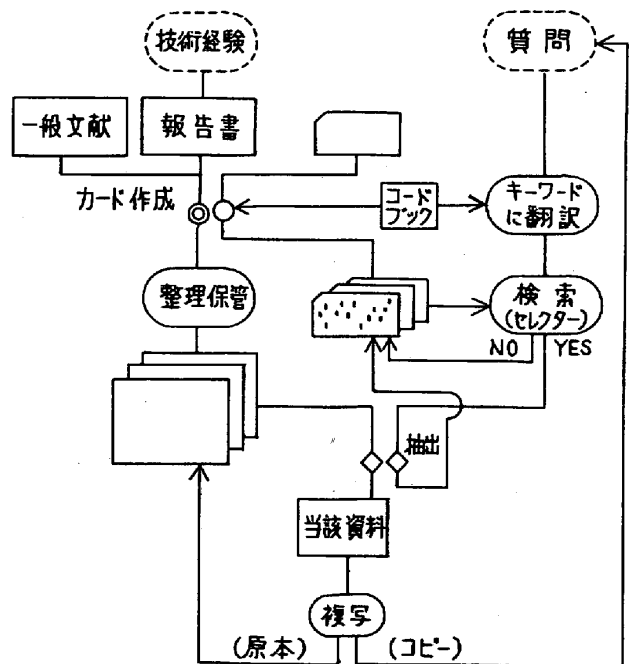 技術経験
質問
一般文献
報告書
カード作成
コード
ブック
キーワード
に翻訳
整理保管
検索
(セレクター)
NO
YES
抽出
当該資料
複写
(原本)
(コピー)